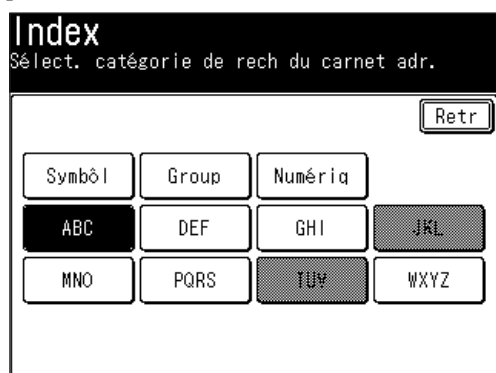 Index
Sélect. catégorie de rech du carnet adr.
Retr
Symbôl Group Numériq
ABC DEF GHI JKL
MNO PQRS TUV WXYZ